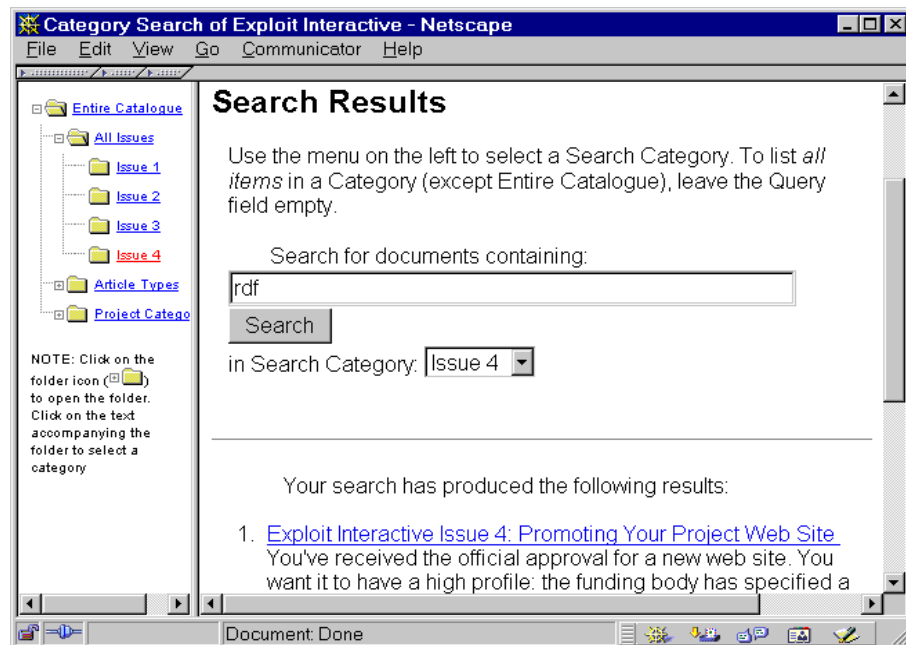 Category Search of Exploit Interactive - Netscape
File Edit View Go Communicator Help
Entire Catalogue
All Issues
Issue 1
Issue 2
Issue 3
Issue 4
Article Types
Project Catego
NOTE: Click on the
folder icon ( )
to open the folder.
Click on the text
accompanying the
folder to select a
category
Search Results
Use the menu on the left to select a Search Category. To list all
items in a Category (except Entire Catalogue), leave the Query
field empty.
Search for documents containing:
rdf
Search
in Search Category: Issue 4
Your search has produced the following results:
1. Exploit Interactive Issue 4: Promoting Your Project Web Site
You've received the official approval for a new web site. You
want it to have a high profile: the funding body has specified a
Document: Done